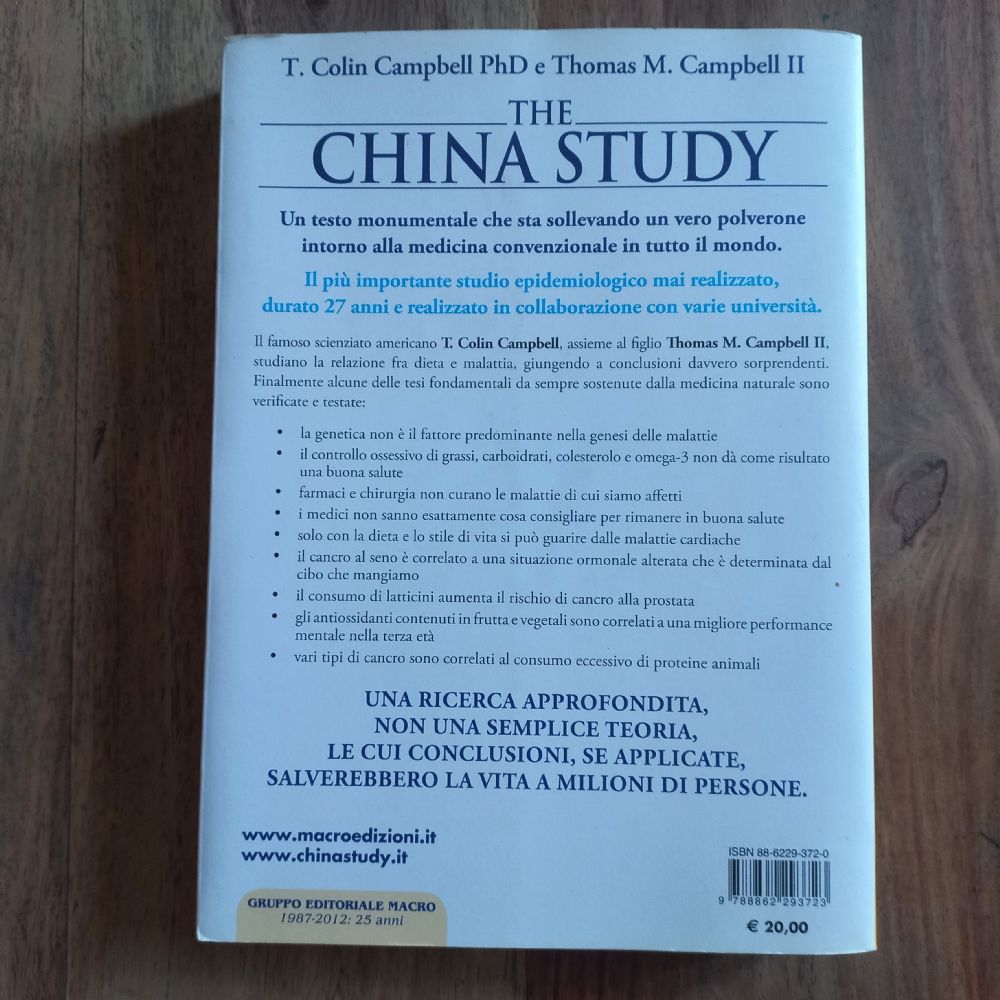 T. Colin Campbell PhD e Thomas M. Campbell II
THE
CHINA STUDY
Un testo monumentale che sta sollevando un vero polverone
intorno alla medicina convenzionale in tutto il mondo.
Il più importante studio epidemiologico mai realizzato,
durato 27 anni e realizzato in collaborazione con varie università.
Il famoso scienziato americano T. Colin Campbell, assieme al figlio Thomas M. Campbell II,
studiano la relazione fra dieta e malattia, giungendo a conclusioni davvero sorprendenti.
Finalmente alcune delle tesi fondamentali da sempre sostenute dalla medicina naturale sono
verificate e testate:
• la genetica non è il fattore predominante nella genesi delle malattie
• il controllo ossessivo di grassi, carboidrati, colesterolo e omega-3 non dà come risultato
una buona salute
• farmaci e chirurgia non curano le malattie di cui siamo affetti
• i medici non sanno esattamente cosa consigliare per rimanere in buona salute
• solo con la dieta e lo stile di vita si può guarire dalle malattie cardiache
• il cancro al seno è correlato a una situazione ormonale alterata che è determinata dal
cibo che mangiamo
• il consumo di latticini aumenta il rischio di cancro alla prostata
• gli antiossidanti contenuti in frutta e vegetali sono correlati a una migliore performance
mentale nella terza età
• vari tipi di cancro sono correlati al consumo eccessivo di proteine animali
UNA RICERCA APPROFONDITA,
NON UNA SEMPLICE TEORIA,
LE CUI CONCLUSIONI, SE APPLICATE,
SALVEREBBERO LA VITA A MILIONI DI PERSONE.
www.macroedizioni.it
www.chinastudy.it
GRUPPO EDITORIALE MACRO
1987-2012: 25 anni
ISBN 88-6229-372-0
9 788862 293723
€ 20,00